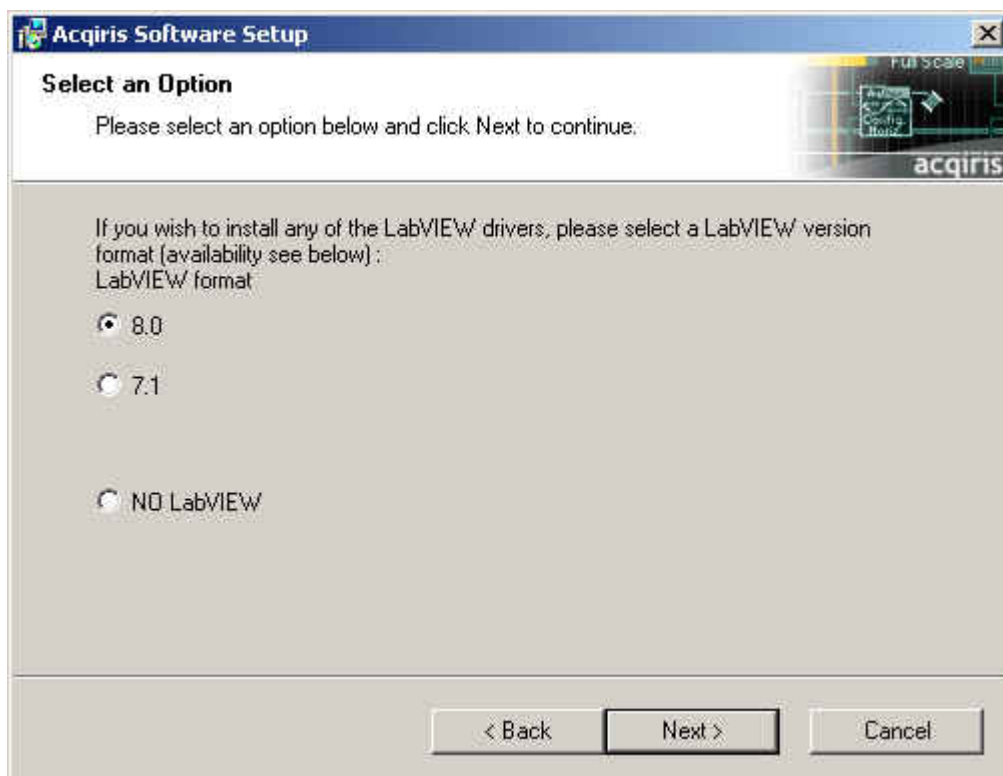 Acqiris Software Setup
Select an Option
Please select an option below and click Next to continue.
Full Scale
Config
Horiz.
acqiris
If you wish to install any of the LabVIEW drivers, please select a LabVIEW version
format (availability see below) :
LabVIEW format
8.0
7.1
NO LabVIEW
< Back
Next >
Cancel